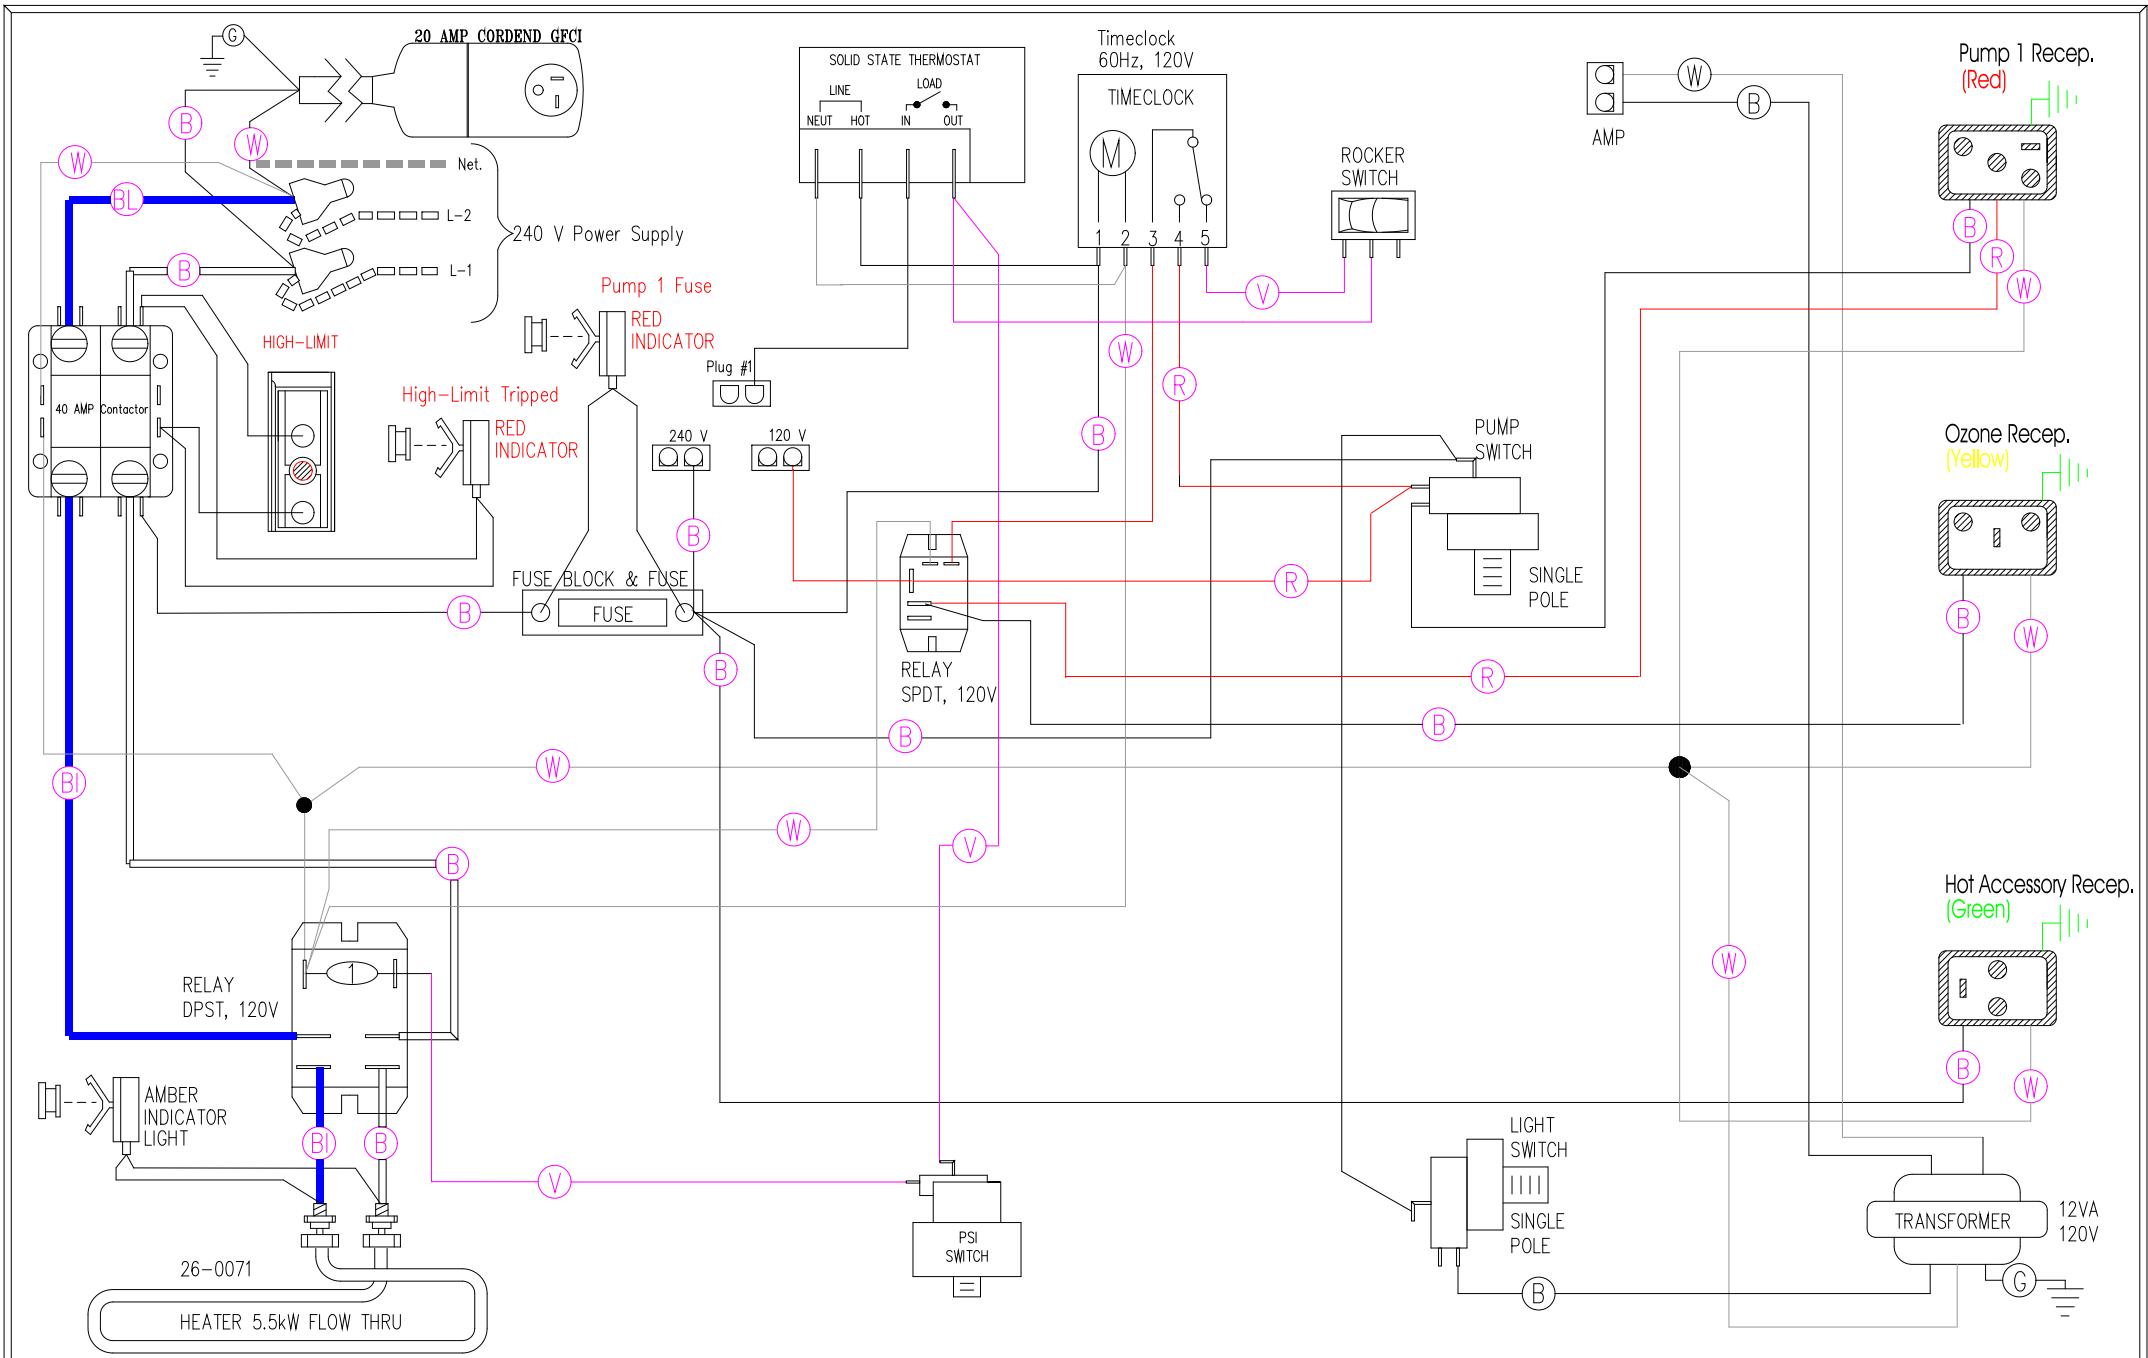 G
20 AMP CORDEND GFCI
B
W
W
Net.
BL
L-2
240 V Power Supply
B
L-1
SOLID STATE THERMOSTAT
LINE
LOAD
NEUT
HOT
IN
OUT
Timeclock
60Hz, 120V
TIMECLOCK
M
1
2
3
4
5
ROCKER
SWITCH
V
W
B
AMP
Pump 1 Recep.
(Red)
B
R
W
HIGH-LIMIT
40 AMP
Contactor
Pump 1 Fuse
RED
INDICATOR
High-Limit Tripped
RED
INDICATOR
Plug #1
240 V
120 V
W
R
B
B
PUMP
SWITCH
SINGLE
POLE
Ozone Recep.
(Yellow)
B
W
FUSE BLOCK & FUSE
FUSE
B
B
R
RELAY
SPDT, 120V
R
B
B
W
BI
W
V
B
W
Hot Accessory Recep.
(Green)
B
W
RELAY
DPST, 120V
1
AMBER
INDICATOR
LIGHT
BI
B
V
PSI
SWITCH
LIGHT
SWITCH
SINGLE
POLE
B
TRANSFORMER
12VA
120V
G
26-0071
HEATER 5.5kW FLOW THRU